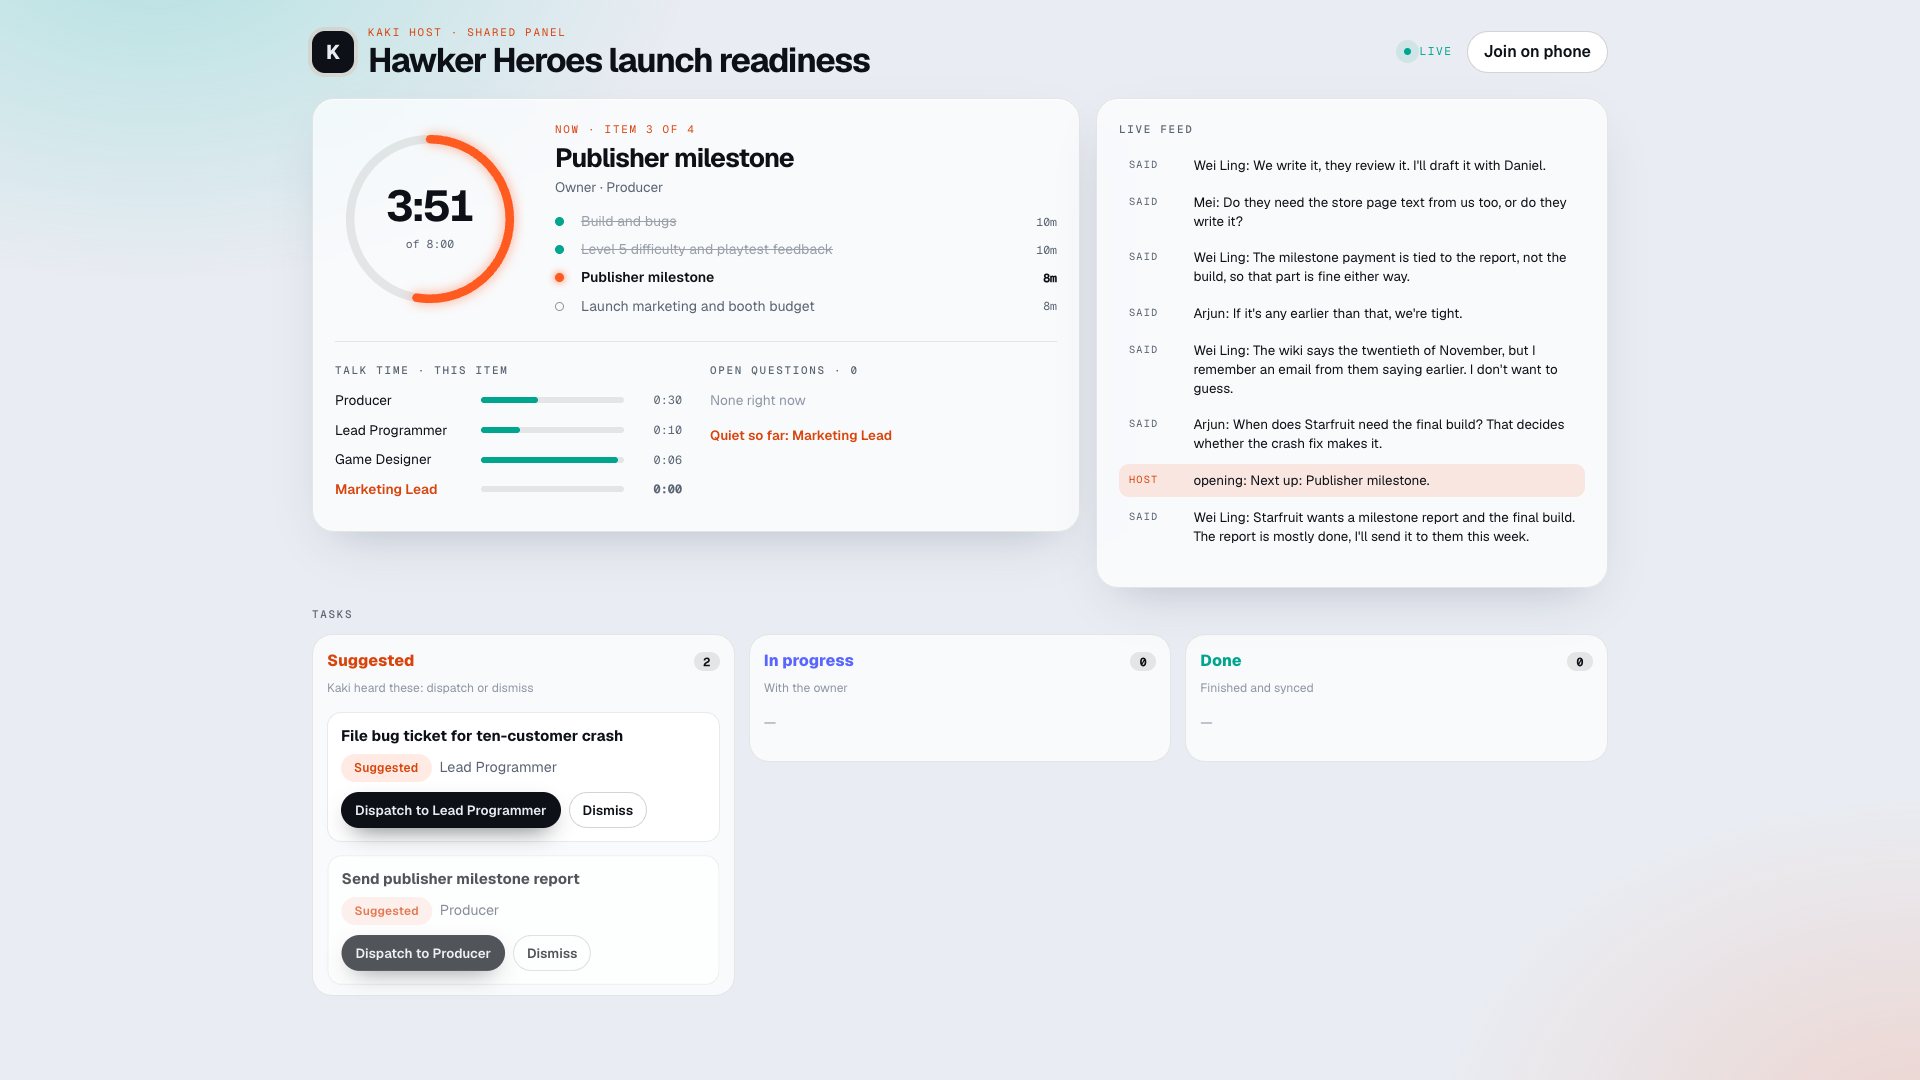 K
KAKI HOST · SHARED PANEL
Hawker Heroes launch readiness
LIVE
Join on phone
3:51
of 8:00
NOW · ITEM 3 OF 4
Publisher milestone
Owner · Producer
Build and bugs 10m
Level 5 difficulty and playtest feedback 10m
Publisher milestone 8m
Launch marketing and booth budget 8m
TALK TIME · THIS ITEM
Producer 0:30
Lead Programmer 0:10
Game Designer 0:06
Marketing Lead 0:00
OPEN QUESTIONS · 0
None right now
Quiet so far: Marketing Lead
LIVE FEED
SAID Wei Ling: We write it, they review it. I'll draft it with Daniel.
SAID Mei: Do they need the store page text from us too, or do they
write it?
SAID Wei Ling: The milestone payment is tied to the report, not the
build, so that part is fine either way.
SAID Arjun: If it's any earlier than that, we're tight.
SAID Wei Ling: The wiki says the twentieth of November, but I
remember an email from them saying earlier. I don't want to
guess.
SAID Arjun: When does Starfruit need the final build? That decides
whether the crash fix makes it.
HOST opening: Next up: Publisher milestone.
SAID Wei Ling: Starfruit wants a milestone report and the final build.
The report is mostly done, I'll send it to them this week.
TASKS
Suggested 2
Kaki heard these: dispatch or dismiss
File bug ticket for ten-customer crash
Suggested Lead Programmer
Dispatch to Lead Programmer Dismiss
Send publisher milestone report
Suggested Producer
Dispatch to Producer Dismiss
In progress 0
With the owner
—
Done 0
Finished and synced
—